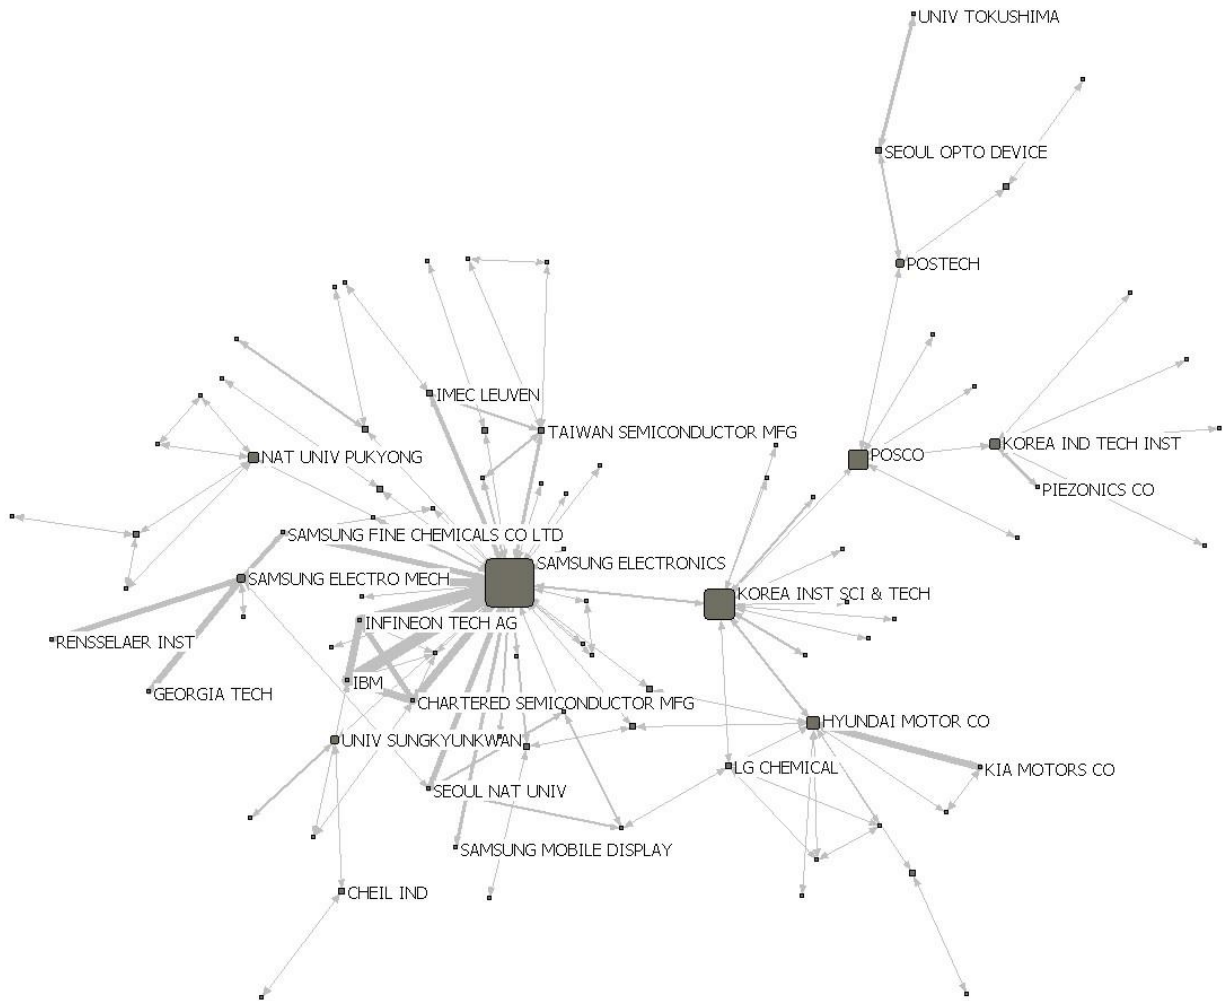 UNIV TOKUSHIMA
SEOUL OPTO DEVICE
POSTECH
IMEC LEUVEN
TAIWAN SEMICONDUCTOR MFG
KOREA IND TECH INST
POSCO
NAT UNIV PUKYONG
PIEZONICS CO
SAMSUNG FINE CHEMICALS CO LTD
SAMSUNG ELECTRONICS
SAMSUNG ELECTRO MECH
KOREA INST SCI & TECH
INFINEON TECH AG
RENSSELAER INST
IBM
GEORGIA TECH
CHARTERED SEMICONDUCTOR MFG
HYUNDAI MOTOR CO
UNIV SUNGKYUNKWAN
LG CHEMICAL
KIA MOTORS CO
SEOUL NAT UNIV
SAMSUNG MOBILE DISPLAY
CHEIL IND